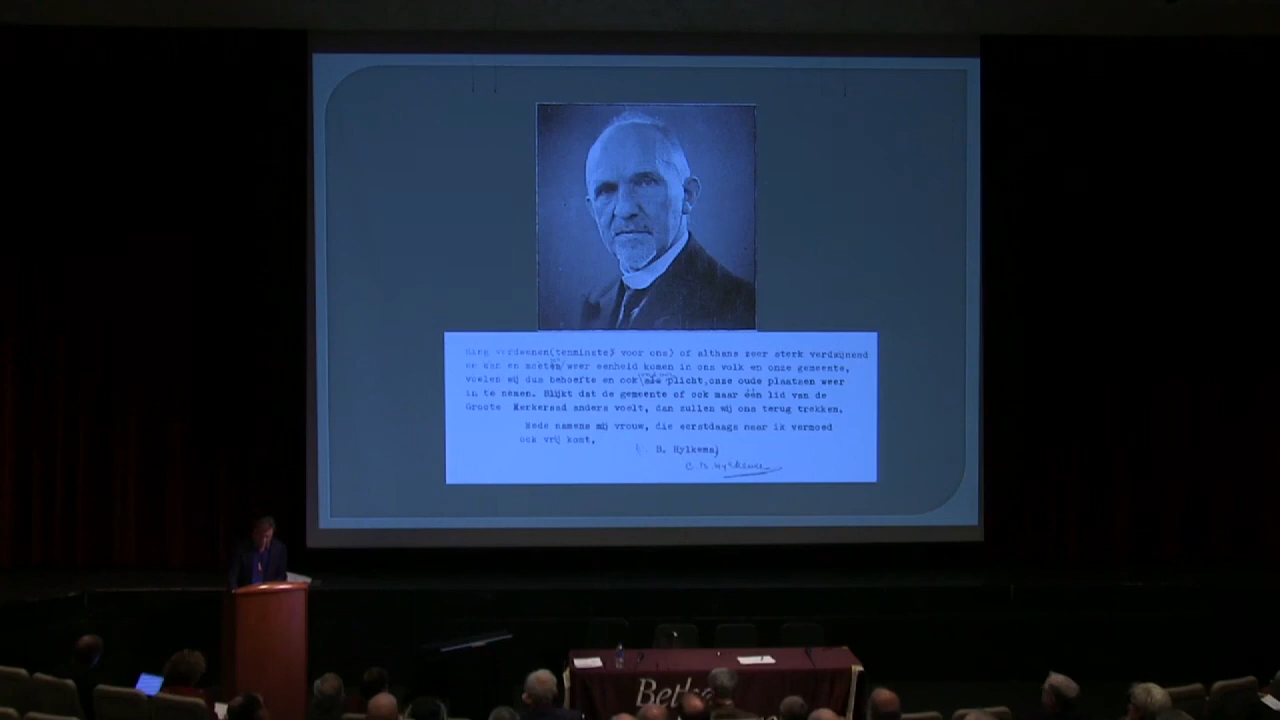 verdwenen(tenminste voor ons) of althans zeer sterk verdwijnend
en kan en moeten weer eenheid komen in ons volk en onze gemeente,
voelen wij dus behoefte en ook als plicht,onze oude plaatsen weer
in te nemen. Blijkt dat de gemeente of ook maar één lid van de
Groote Kerkeraad anders voelt, dan zullen wij ons terug trekken.
Mede namens mij vrouw, die eerstdaags naar ik vermoed
ook vrij komt.
B. Hylkema)